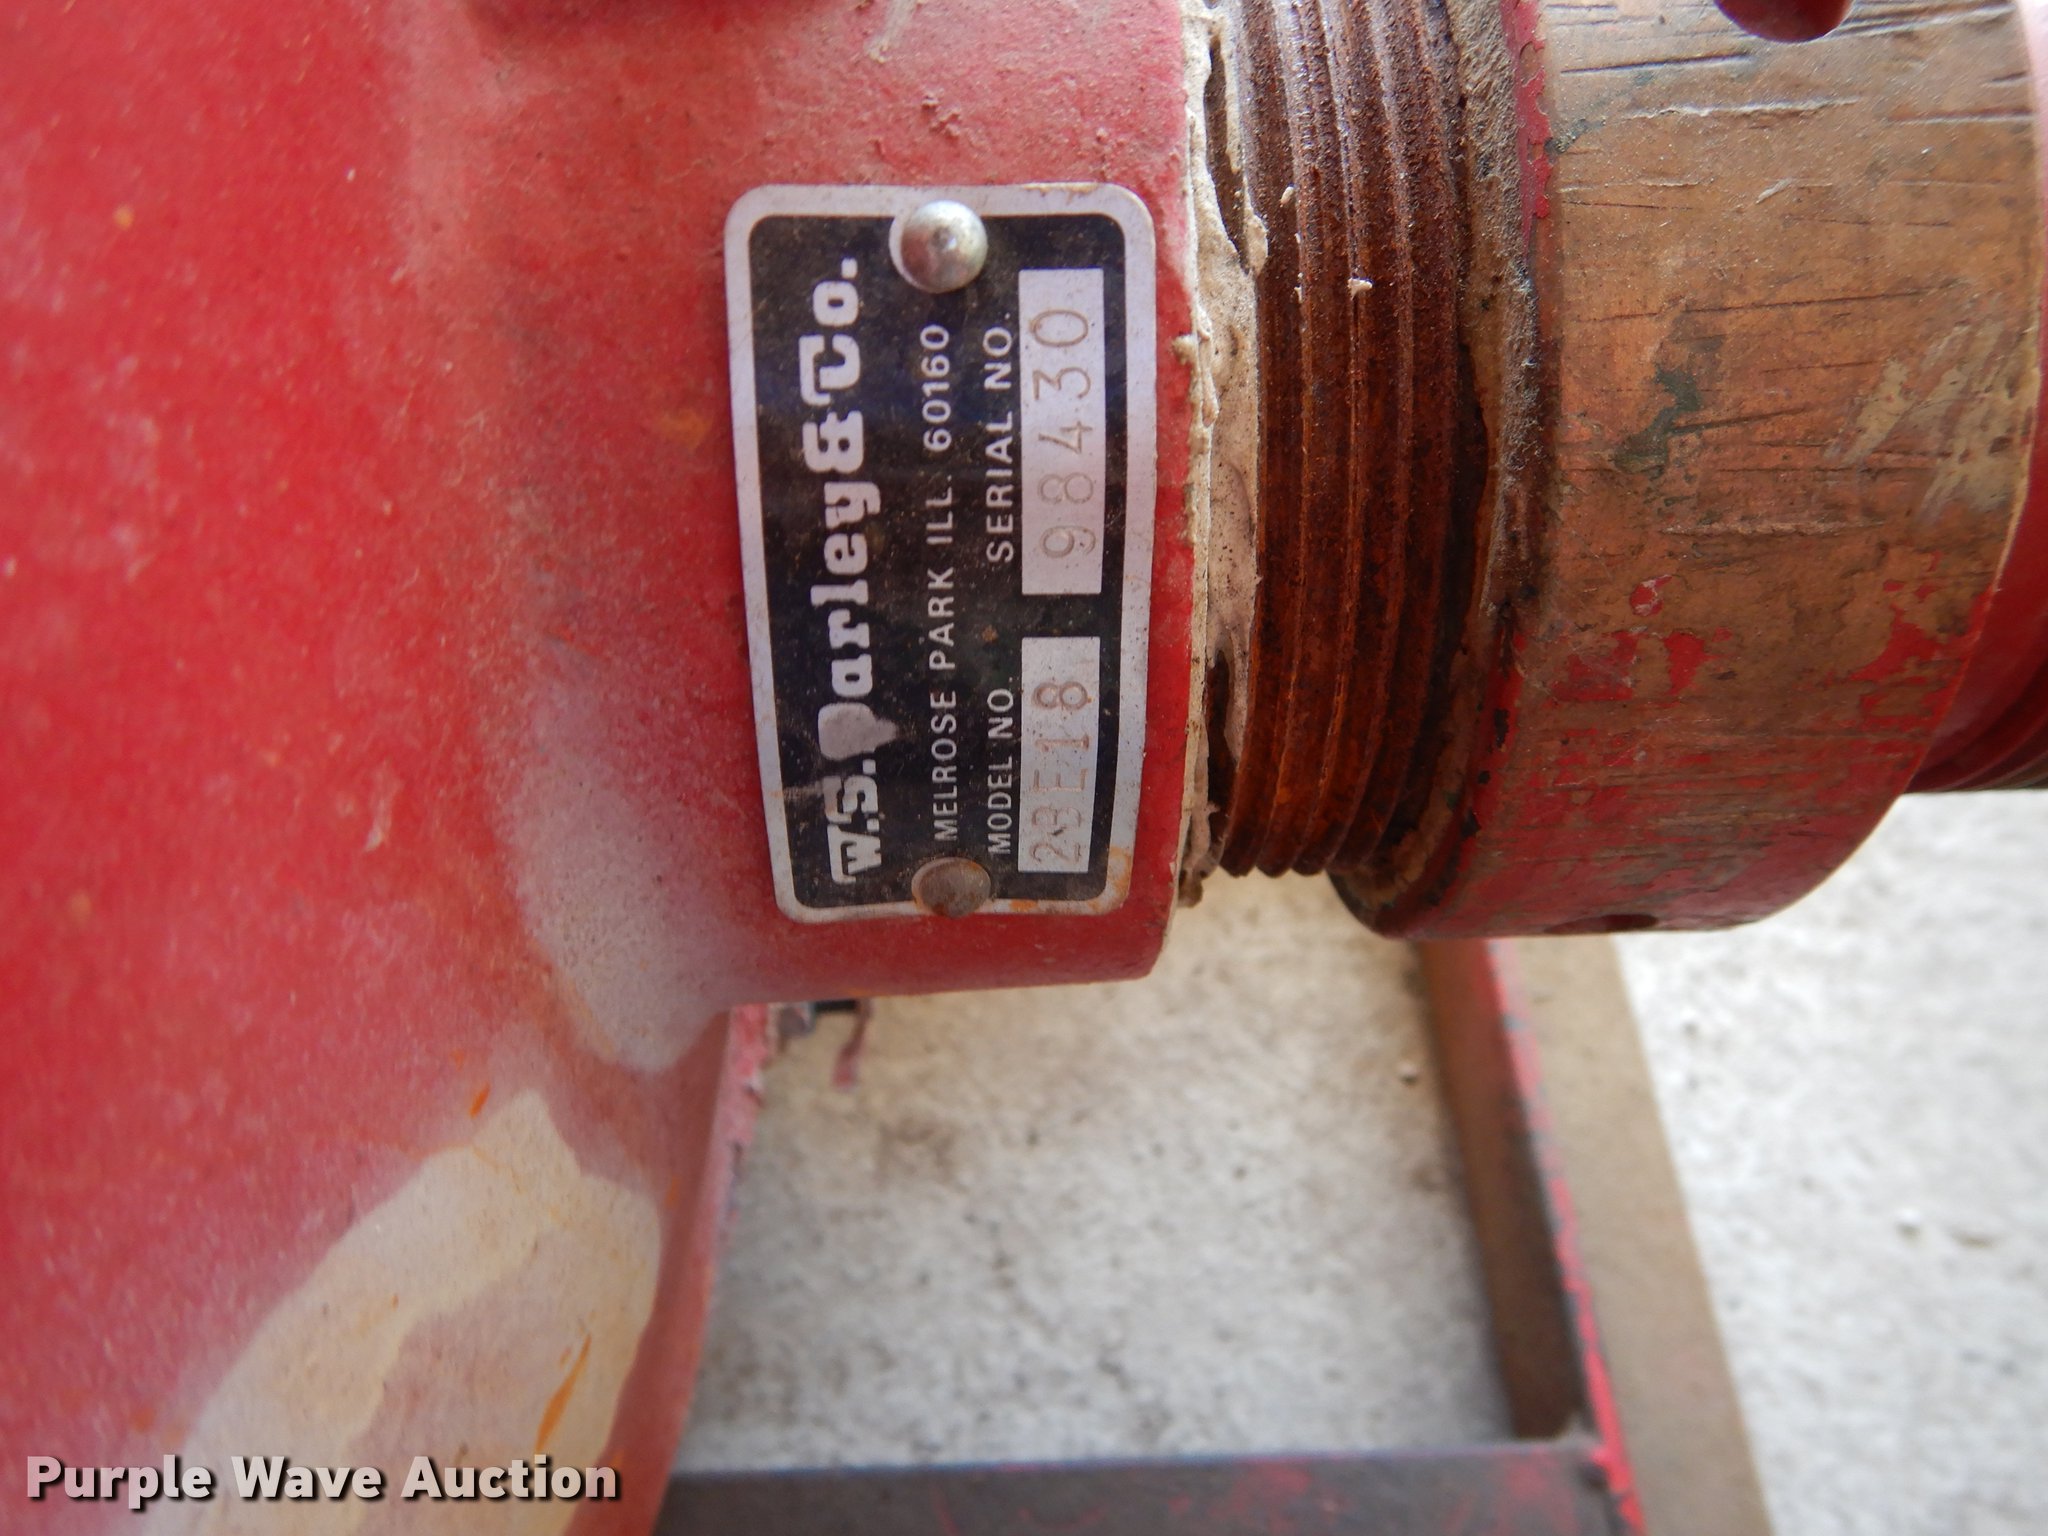 W.S. Darley & Co.
MELROSE PARK ILL. 60160
MODEL NO. SERIAL NO.
2BE18 98430
Purple Wave Auction